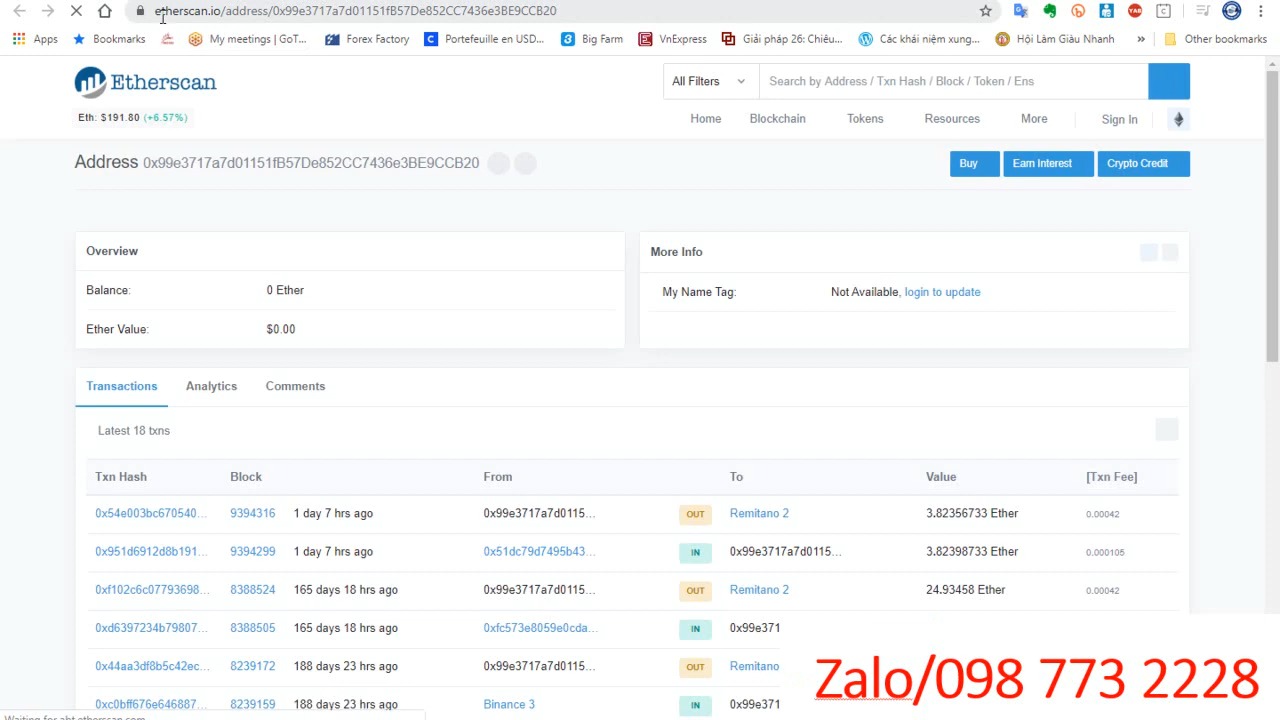 etherscan.io/address/0x99e3717a7d01151fB57De852CC7436e3BE9CCB20
Apps Bookmarks My meetings | GoT... Forex Factory Portefeuille en USD... Big Farm VnExpress Giải pháp 26: Chiêu... Các khái niệm xung... Hội Làm Giàu Nhanh » Other bookmarks
Etherscan
All Filters Search by Address / Txn Hash / Block / Token / Ens
Eth: $191.80 (+6.57%)
Home Blockchain Tokens Resources More Sign In
Address 0x99e3717a7d01151fB57De852CC7436e3BE9CCB20
Buy Earn Interest Crypto Credit
Overview
Balance: 0 Ether
Ether Value: $0.00
More Info
My Name Tag: Not Available, login to update
Transactions Analytics Comments
Latest 18 txns
Txn Hash Block From To Value [Txn Fee]
0x54e003bc670540... 9394316 1 day 7 hrs ago 0x99e3717a7d0115... OUT Remitano 2 3.82356733 Ether 0.00042
0x951d6912d8b191... 9394299 1 day 7 hrs ago 0x51dc79d7495b43... IN 0x99e3717a7d0115... 3.82398733 Ether 0.000105
0xf102c6c07793698... 8388524 165 days 18 hrs ago 0x99e3717a7d0115... OUT Remitano 2 24.93458 Ether 0.00042
0xd6397234b79807... 8388505 165 days 18 hrs ago 0xfc573e8059e0cda... IN 0x99e371
0x44aa3df8b5c42ec... 8239172 188 days 23 hrs ago 0x99e3717a7d0115... OUT Remitano
0xc0bff676e646887... 8239159 188 days 23 hrs ago Binance 3 IN 0x99e371
Zalo/098 773 2228